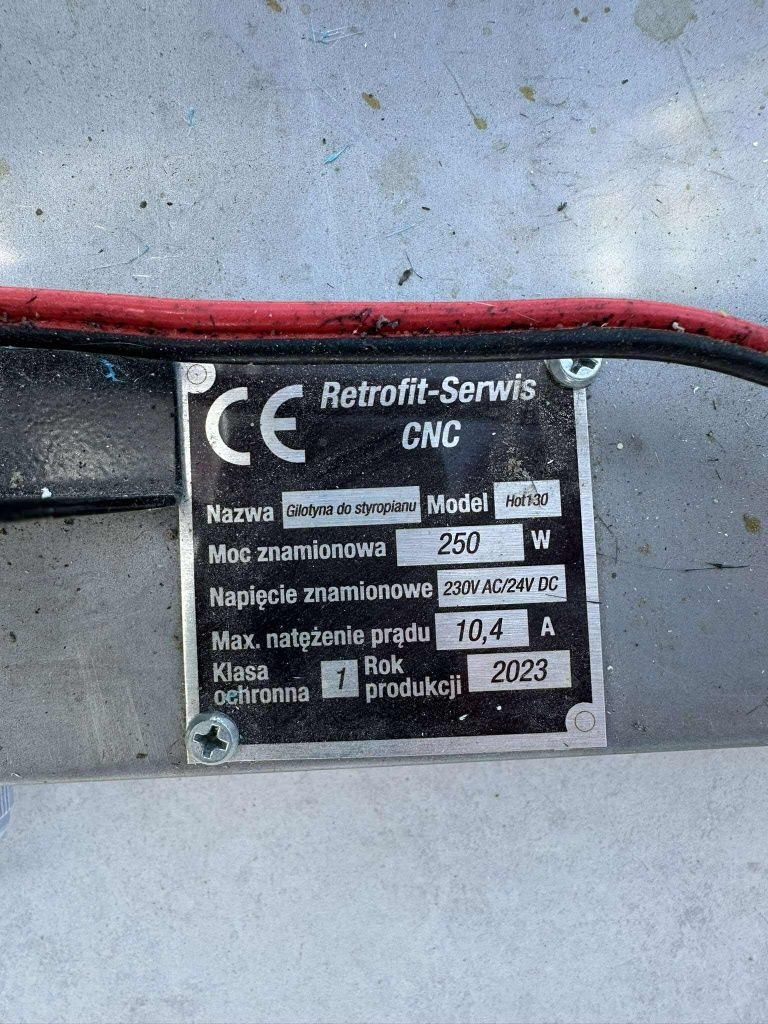 CE Retrofit-Serwis
CNC
Nazwa Gilotyna do styropianu Model Hot130
Moc znamionowa 250 W
Napięcie znamionowe 230V AC/24V DC
Max. natężenie prądu 10,4 A
Klasa ochronna 1 Rok produkcji 2023